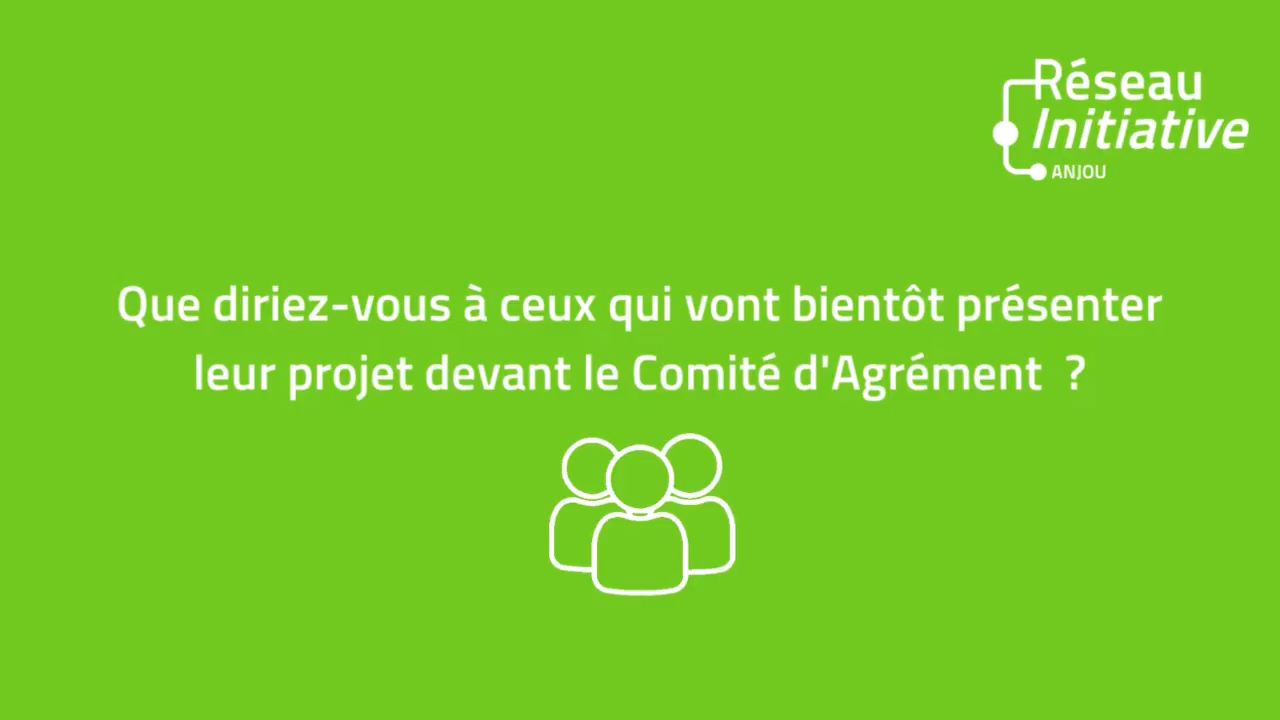 Réseau
Initiative
ANJOU
Que diriez-vous à ceux qui vont bientôt présenter
leur projet devant le Comité d'Agrément  ?